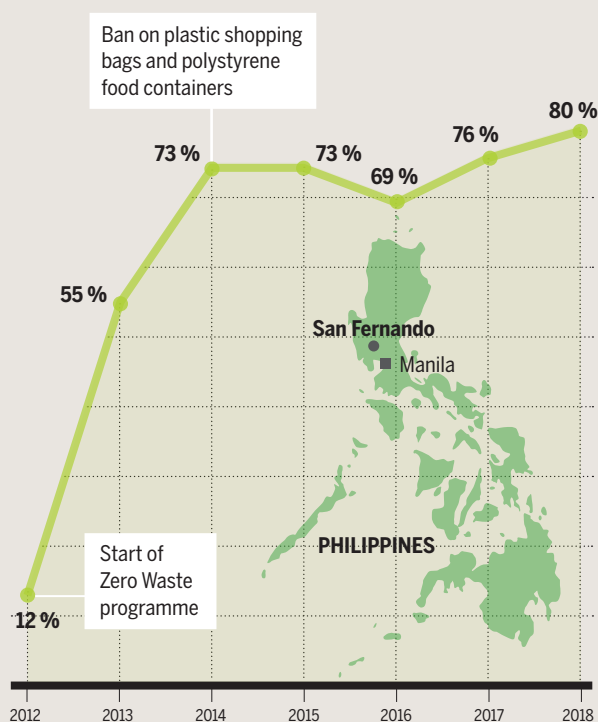 Ban on plastic shopping
bags and polystyrene
food containers
80 %
76 %
73 %
73 %
69 %
55 %
San Fernando
Manila
PHILIPPINES
Start of
Zero Waste
programme
12 %
2012
2013
2014
2015
2016
2017
2018